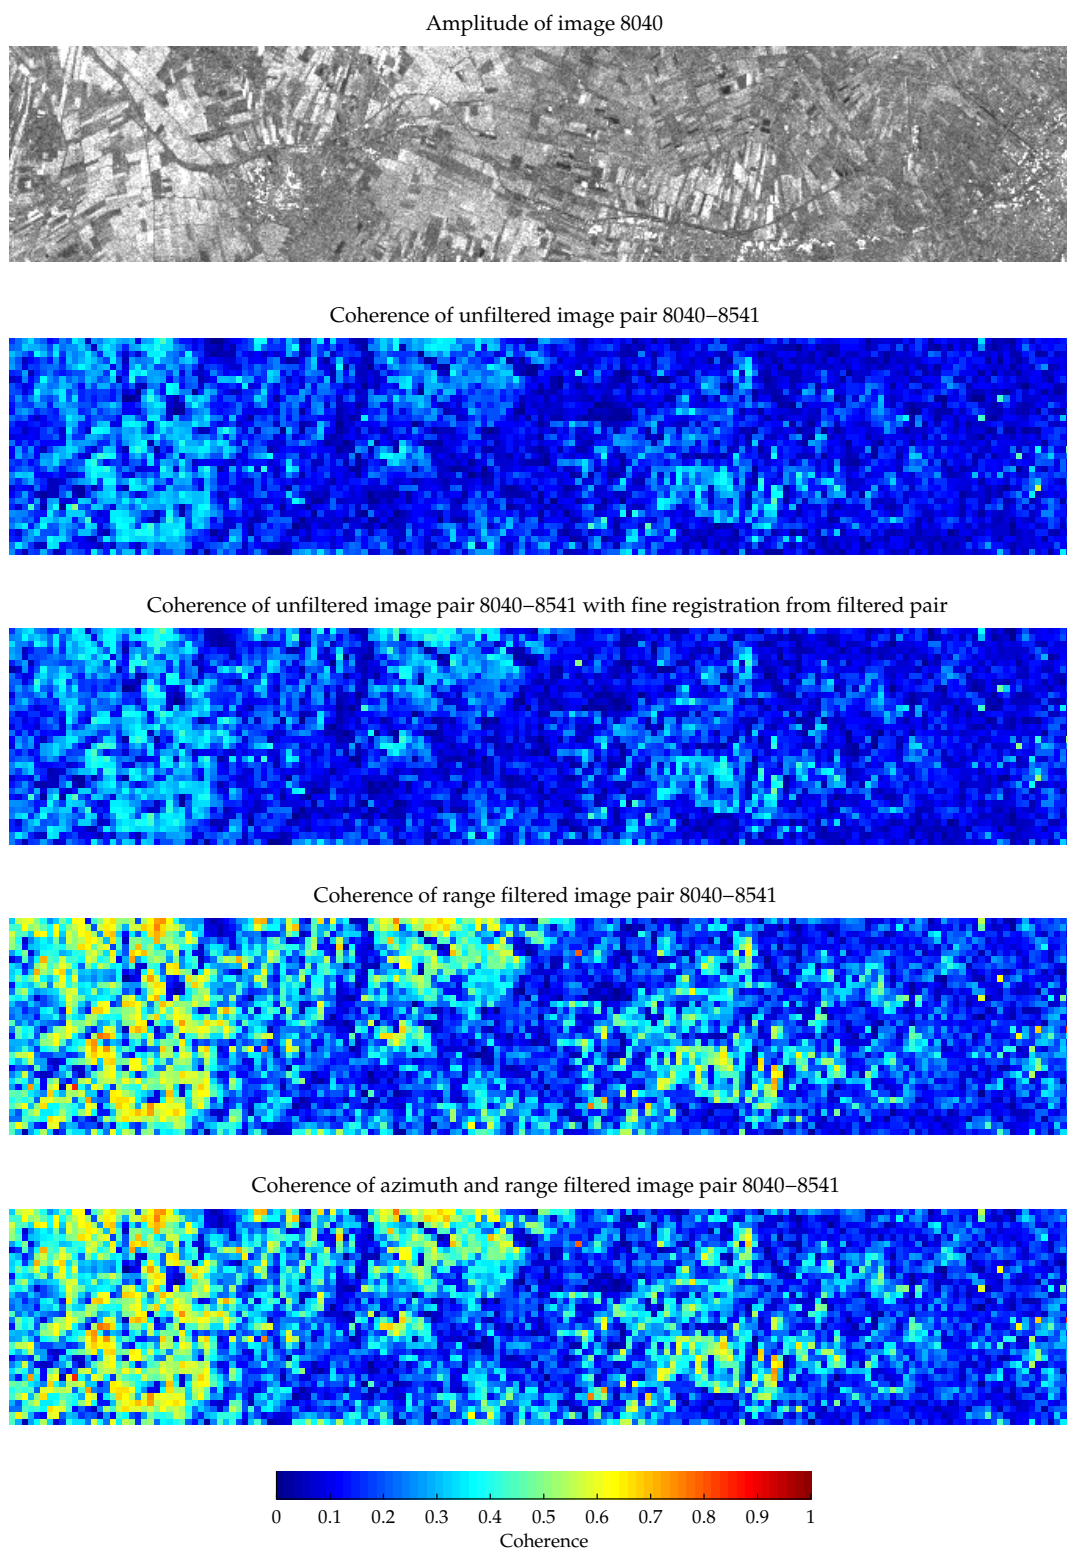 Amplitude of image 8040
Coherence of unfiltered image pair 8040−8541
Coherence of unfiltered image pair 8040−8541 with fine registration from filtered pair
Coherence of range filtered image pair 8040−8541
Coherence of azimuth and range filtered image pair 8040−8541
0 0.1 0.2 0.3 0.4 0.5 0.6 0.7 0.8 0.9 1
Coherence